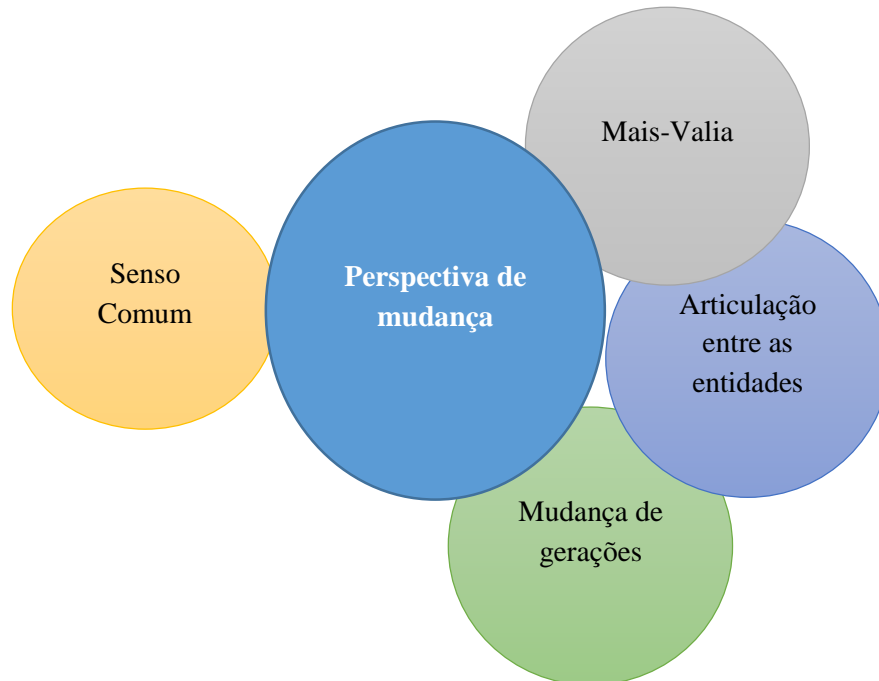 Mais-Valia
Senso
Comum
Perspectiva de
mudança
Articulação
entre as
entidades
Mudança de
gerações